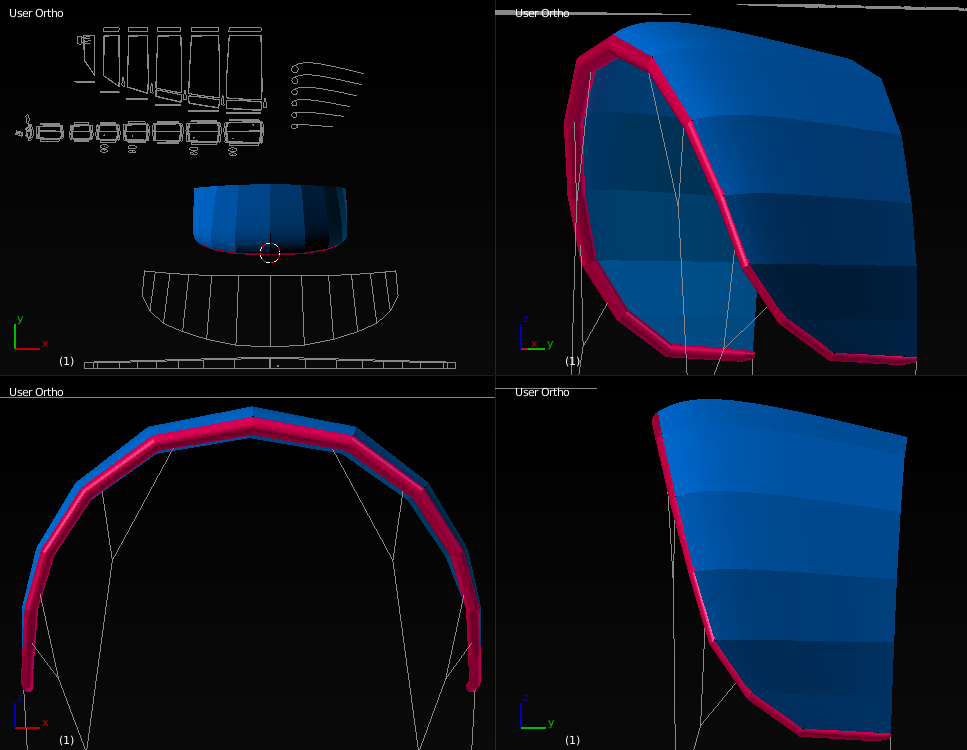 User Ortho
y
x
(1)
User Ortho
z
x y
(1)
User Ortho
z
x
(1)
User Ortho
z
y
(1)